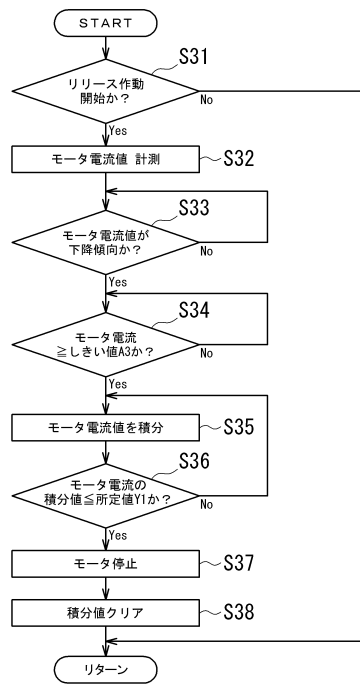 START
リリース作動
開始か？
S31
No
Yes
モータ電流値 計測
S32
モータ電流値が
下降傾向か？
S33
No
Yes
モータ電流
≧しきい値A3か？
S34
No
Yes
モータ電流値を積分
S35
モータ電流の
積分値≦所定値Y1か？
S36
No
Yes
モータ停止
S37
積分値クリア
S38
リターン